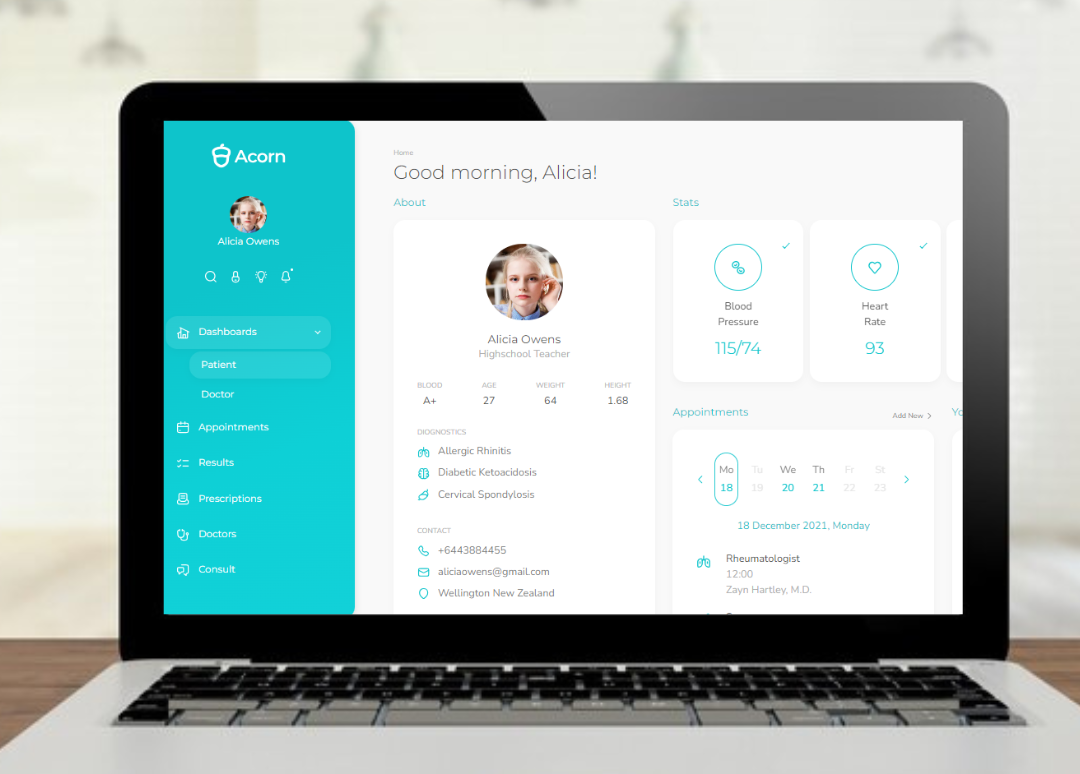 Acorn
Alicia Owens
Dashboards
Patient
Doctor
Appointments
Results
Prescriptions
Doctors
Consult
Home
Good morning, Alicia!
About
Alicia Owens
Highschool Teacher
BLOOD AGE WEIGHT HEIGHT
A+ 27 64 1.68
DIOGNOSTICS
Allergic Rhinitis
Diabetic Ketoacidosis
Cervical Spondylosis
CONTACT
+6443884455
aliciaowens@gmail.com
Wellington New Zealand
Stats
Blood
Pressure
115/74
Heart
Rate
93
Appointments
Add New
Mo Tu We Th Fr St
18 19 20 21 22 23
18 December 2021, Monday
Rheumatologist
12:00
Zayn Hartley, M.D.